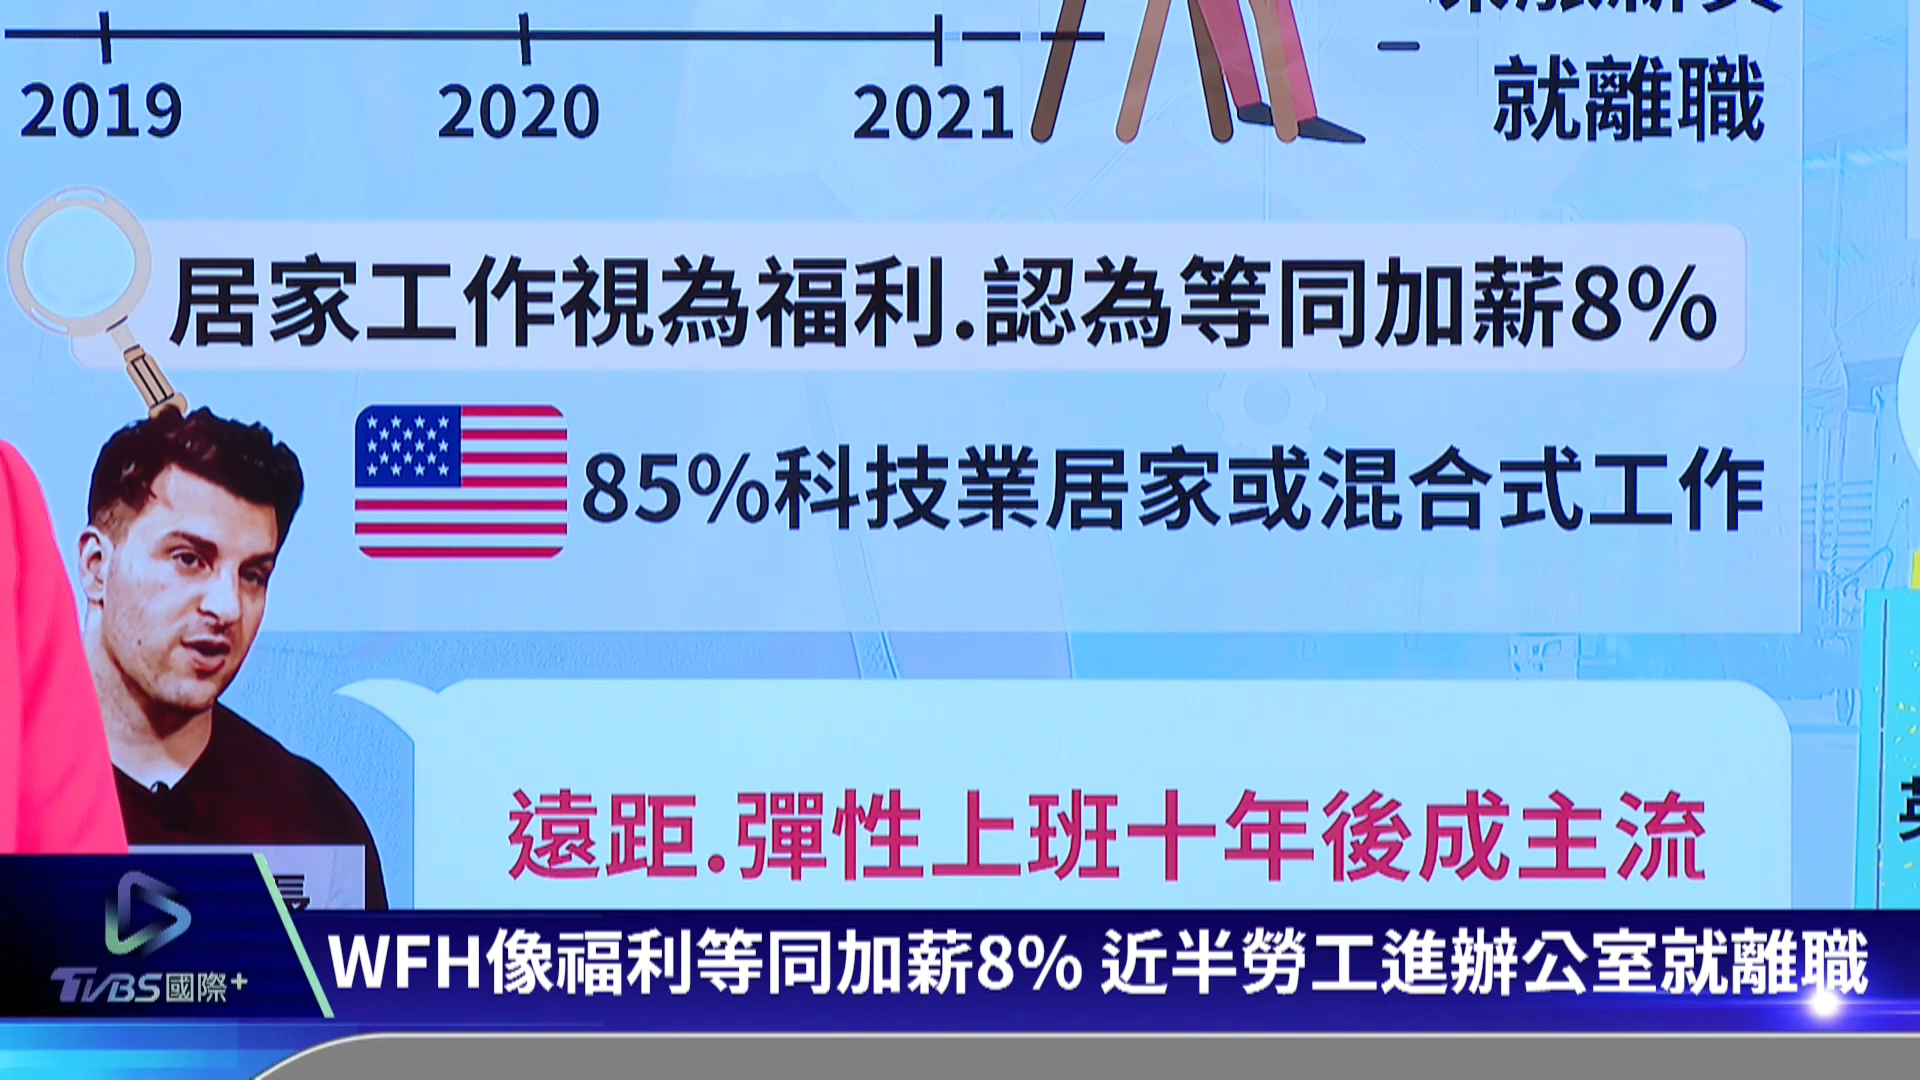 2019
2020
2021
就離職
居家工作視為福利.認為等同加薪8%
85%科技業居家或混合式工作
遠距.彈性上班十年後成主流
長
WFH像福利等同加薪8% 近半勞工進辦公室就離職
TVBS國際+